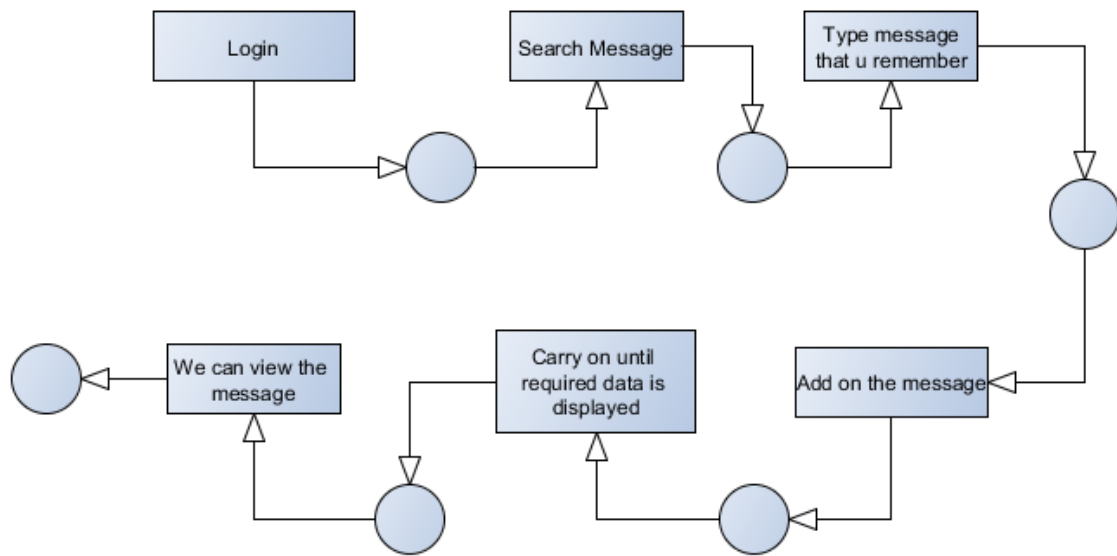 Login
Search Message
Type message
that u remember
We can view the
message
Carry on until
required data is
displayed
Add on the message